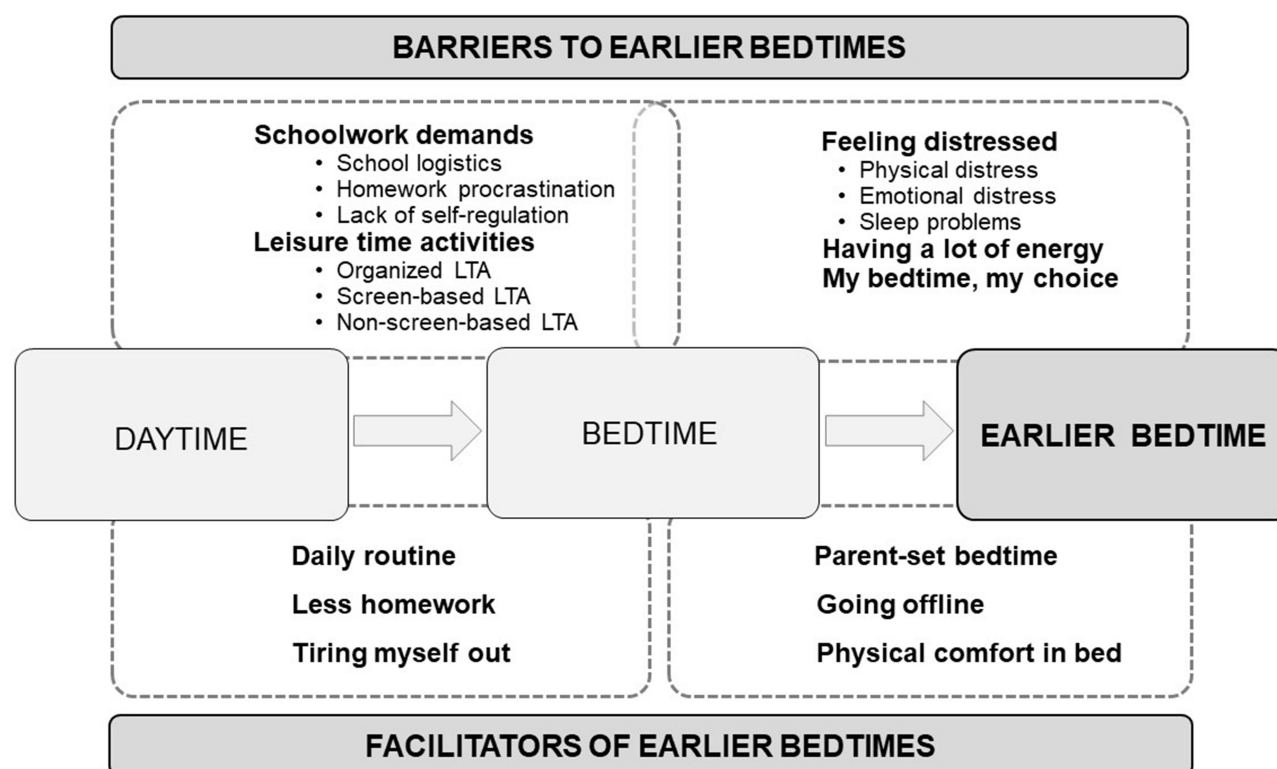 BARRIERS TO EARLIER BEDTIMES
Schoolwork demands
• School logistics
• Homework procrastination
• Lack of self-regulation
Leisure time activities
• Organized LTA
• Screen-based LTA
• Non-screen-based LTA
Feeling distressed
• Physical distress
• Emotional distress
• Sleep problems
Having a lot of energy
My bedtime, my choice
DAYTIME
BEDTIME
EARLIER BEDTIME
Daily routine
Less homework
Tiring myself out
Parent-set bedtime
Going offline
Physical comfort in bed
FACILITATORS OF EARLIER BEDTIMES